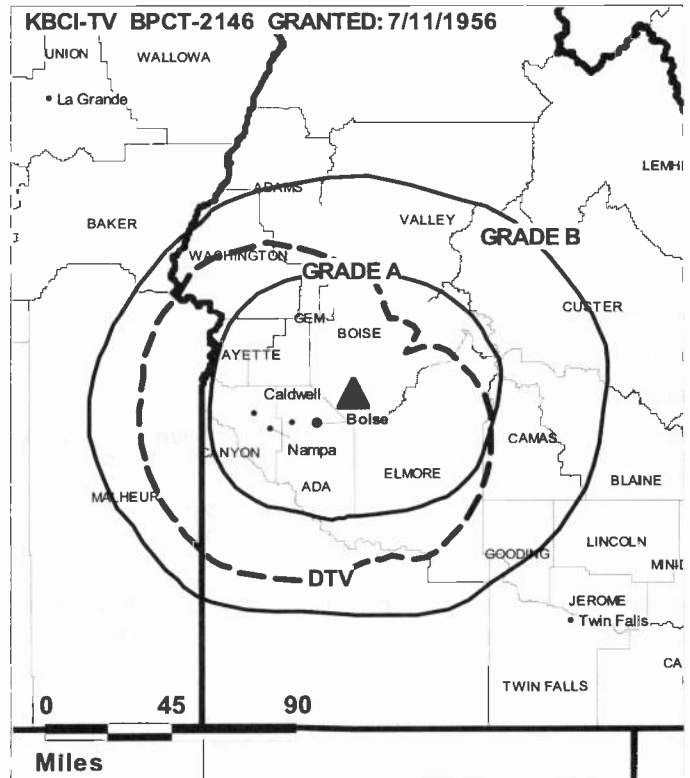 KBCI-TV BPCT-2146 GRANTED: 7/11/1956
UNION
WALLOWA
La Grande
LEMHI
ADAMS
BAKER
VALLEY
GRADE B
WASHINGTON
GRADE A
CUSTER
GEM
BOISE
AYETTE
Caldwell
Boise
CAMAS
CANYON
Nampa
ELMORE
ADA
BLAINE
MALHEUR
LINCOLN
GOODING
MINID
DTV
JEROME
Twin Falls
CA
TWIN FALLS
0 45 90
Miles